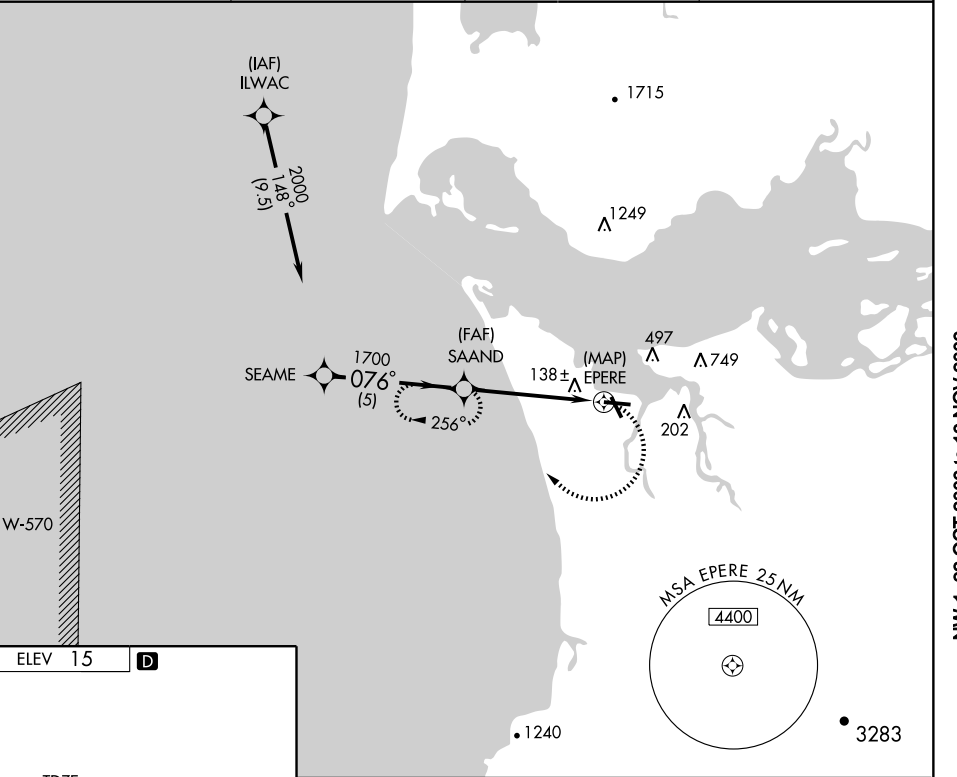 (IAF)
ILWAC
1715
2000
148°
(9.5)
1249
(FAF)
SAAND
1700
SEAME
076°
(5)
256°
138±
(MAP)
EPERE
497
749
202
W-570
MSA EPERE 25 NM
4400
ELEV 15 D
1240
3283